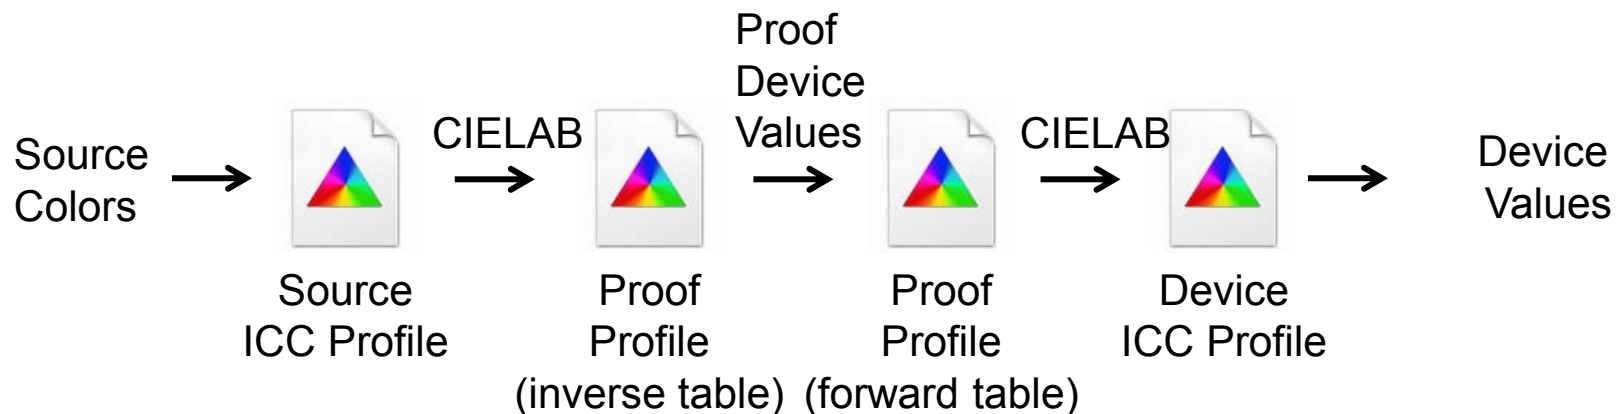 Source
Colors
CIELAB
Proof
Device
Values
CIELAB
Device
Values
Source
ICC Profile
Proof
Profile
(inverse table)
Proof
Profile
(forward table)
Device
ICC Profile